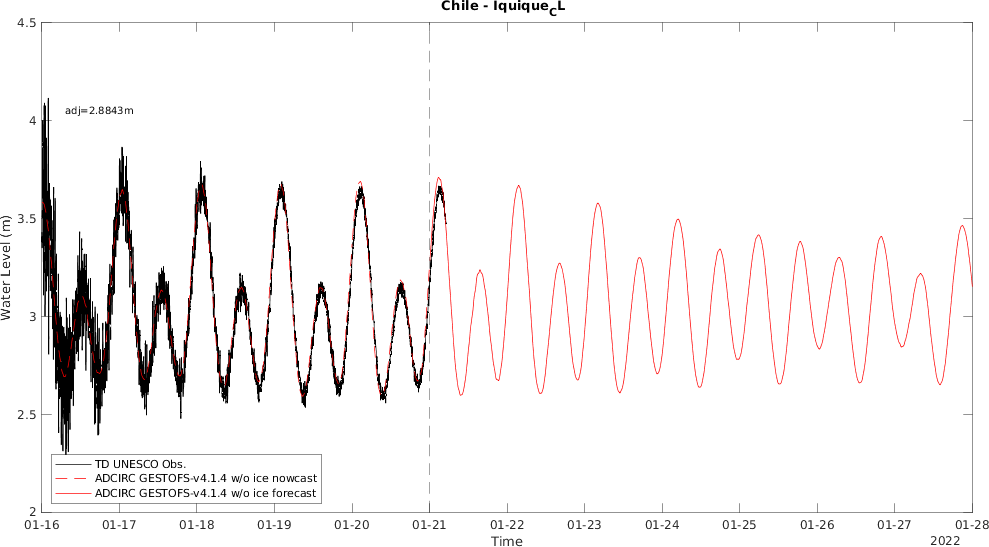 Chile - Iquique_CL
4.5
adj=2.8843m
4
3.5
3
2.5
2
Water Level (m)
TD UNESCO Obs.
ADCIRC GESTOFS-v4.1.4 w/o ice nowcast
ADCIRC GESTOFS-v4.1.4 w/o ice forecast
01-16 01-17 01-18 01-19 01-20 01-21 01-22 01-23 01-24 01-25 01-26 01-27 01-28
Time
2022